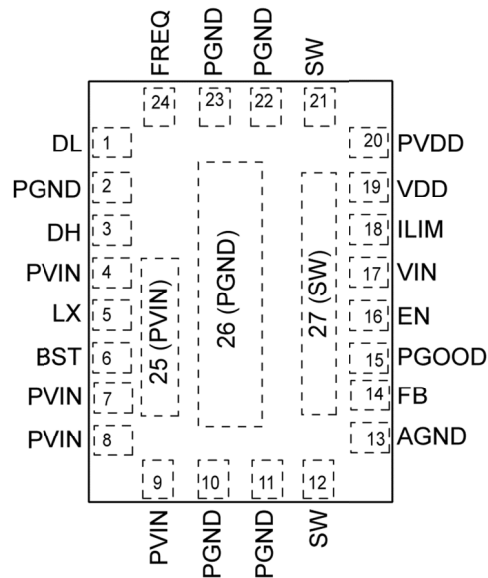 FREQ PGND PGND SW
24 23 22 21
DL 1 20 PVDD
PGND 2 19 VDD
DH 3 18 ILIM
PVIN 4 17 VIN
LX 5 16 EN
BST 6 15 PGOOD
PVIN 7 14 FB
PVIN 8 13 AGND
25 (PVIN)
26 (PGND)
27 (SW)
9 10 11 12
PVIN PGND PGND SW